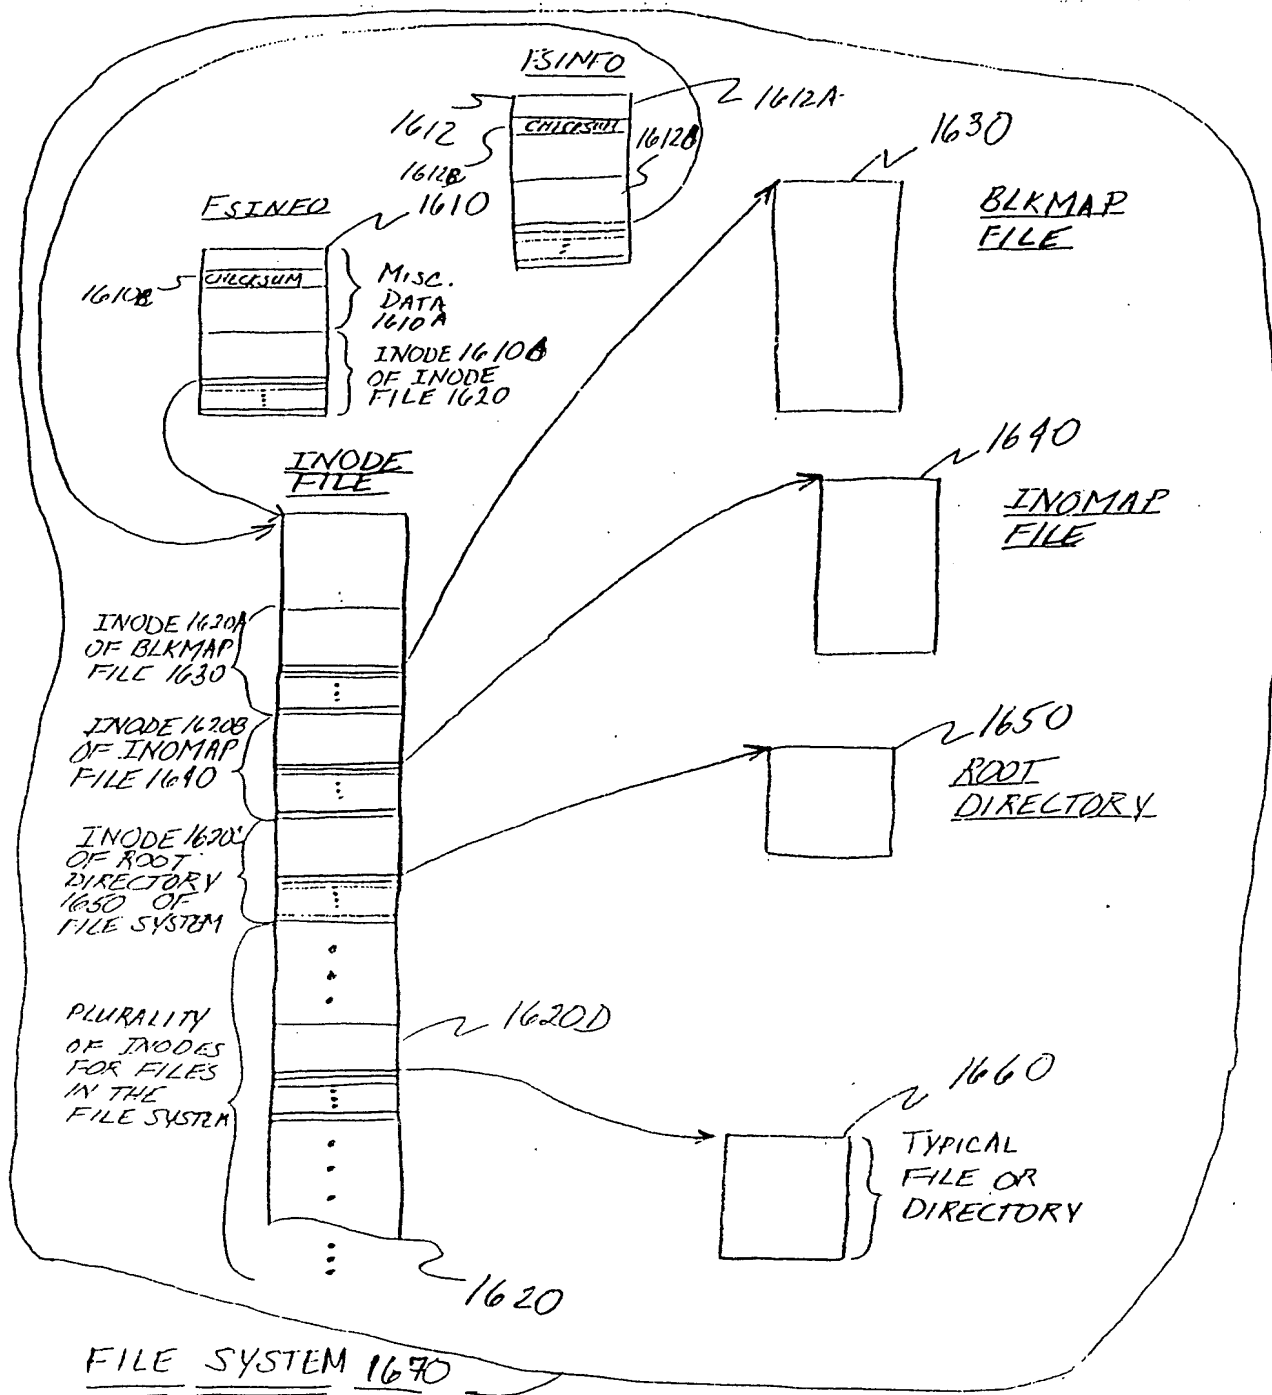 FSINFO
1612
1612A
CHECKSUM
1612B
1630
BLKMAP
FILE
FSINFO
1610
CHECKSUM
MISC.
DATA
1610A
INODE 1610
OF INODE
FILE 1620
1640
INOMAP
FILE
INODE
FILE
INODE 1620A
OF BLKMAP
FILE 1630
INODE 1620B
OF INOMAP
FILE 1640
INODE 1620C
OF ROOT
DIRECTORY
1650 OF
FILE SYSTEM
1650
ROOT
DIRECTORY
PLURALITY
OF INODES
FOR FILES
IN THE
FILE SYSTEM
1620D
1660
TYPICAL
FILE OR
DIRECTORY
1620
FILE SYSTEM 1670